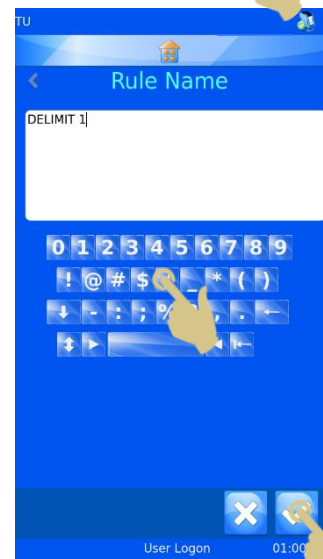 TU
Rule Name
DELIMIT 1
0 1 2 3 4 5 6 7 8 9
! @ # $ _ * ( )
- : ; % , .
User Logon 01:00